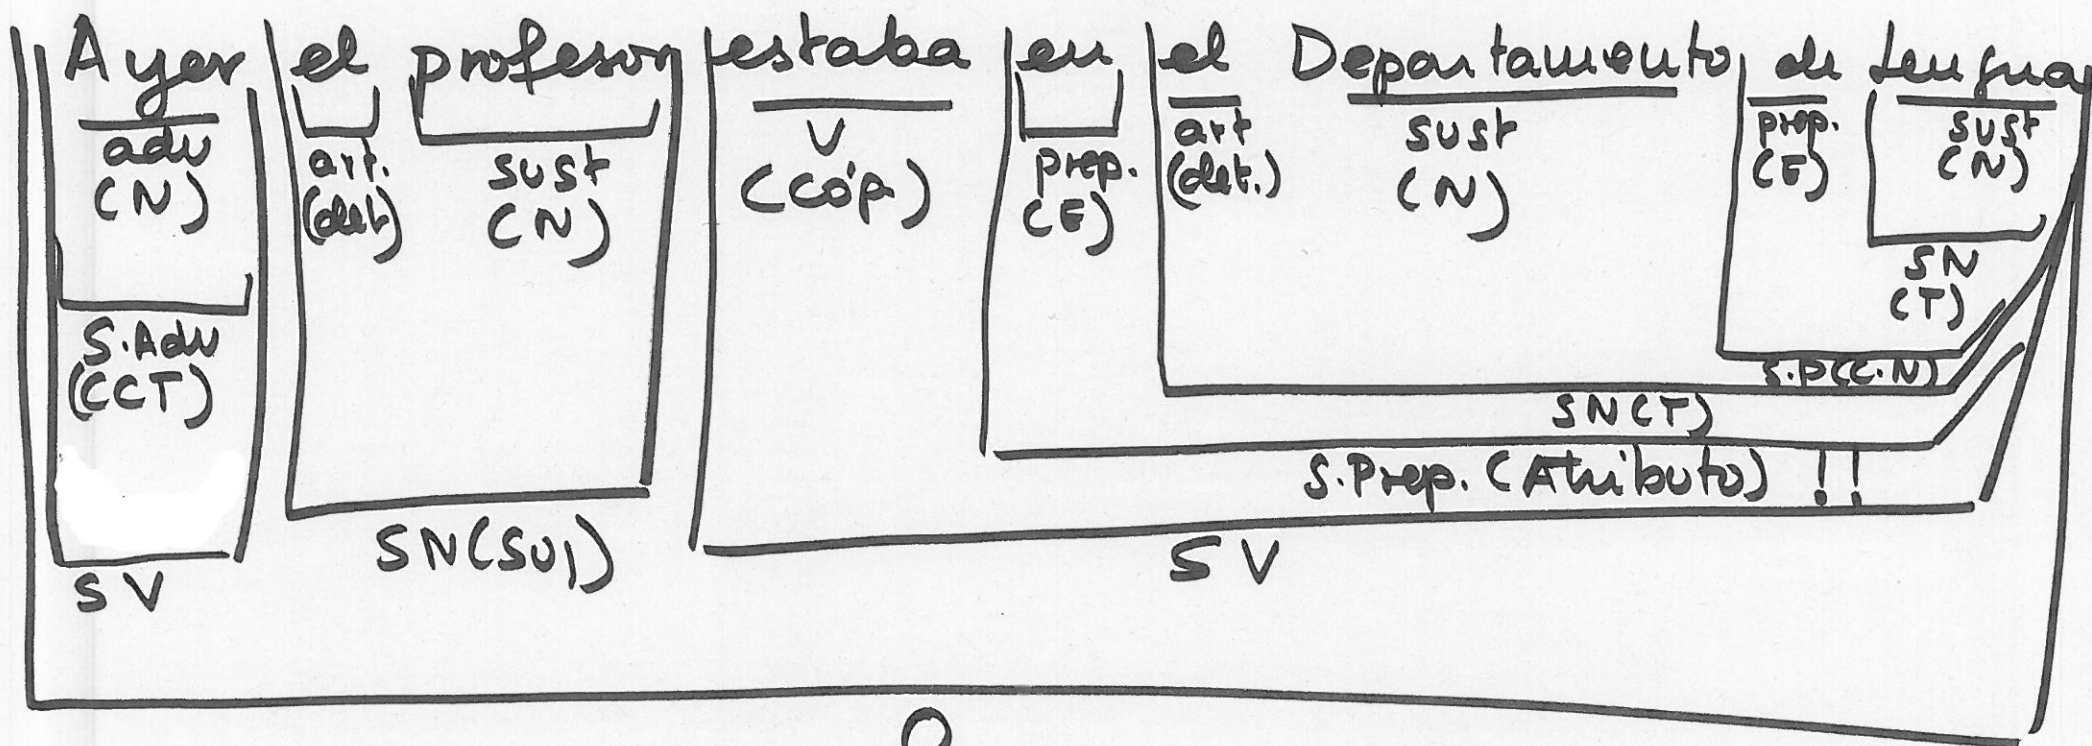 Ayer el profesor estaba en el Departamento de Lengua
adv art. sust V prep. art sust prep. sust
(N) (det) (N) (Cóp) (E) (det.) (N) (E) (N)
SN
(T)
S.Adv
(CCT)
S.P(C.N)
SN(T)
S.Prep. (Atributo) !!
SV SN(SUJ) SV
O